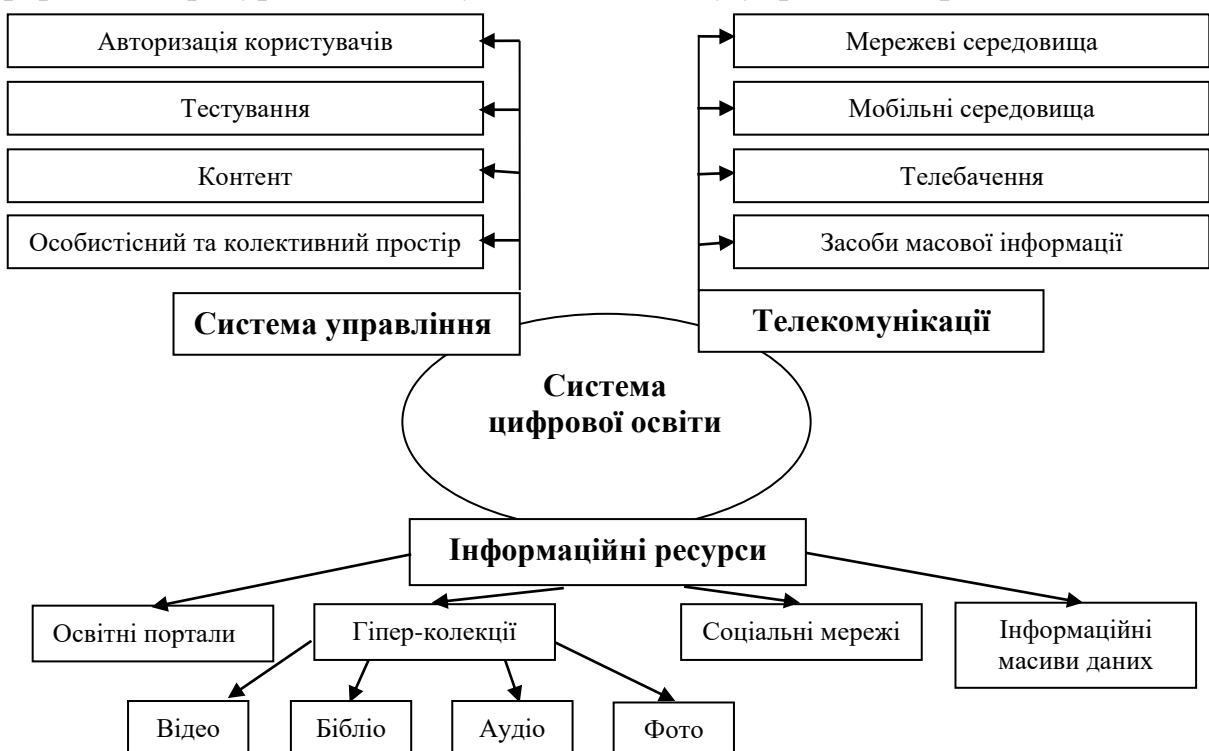 Авторизація користувачів
Тестування
Контент
Особистісний та колективний простір
Мережеві середовища
Мобільні середовища
Телебачення
Засоби масової інформації
Система управління
Телекомунікації
Система
цифрової освіти
Інформаційні ресурси
Освітні портали
Гіпер-колекції
Соціальні мережі
Інформаційні
масиви даних
Відео
Бібліо
Аудіо
Фото